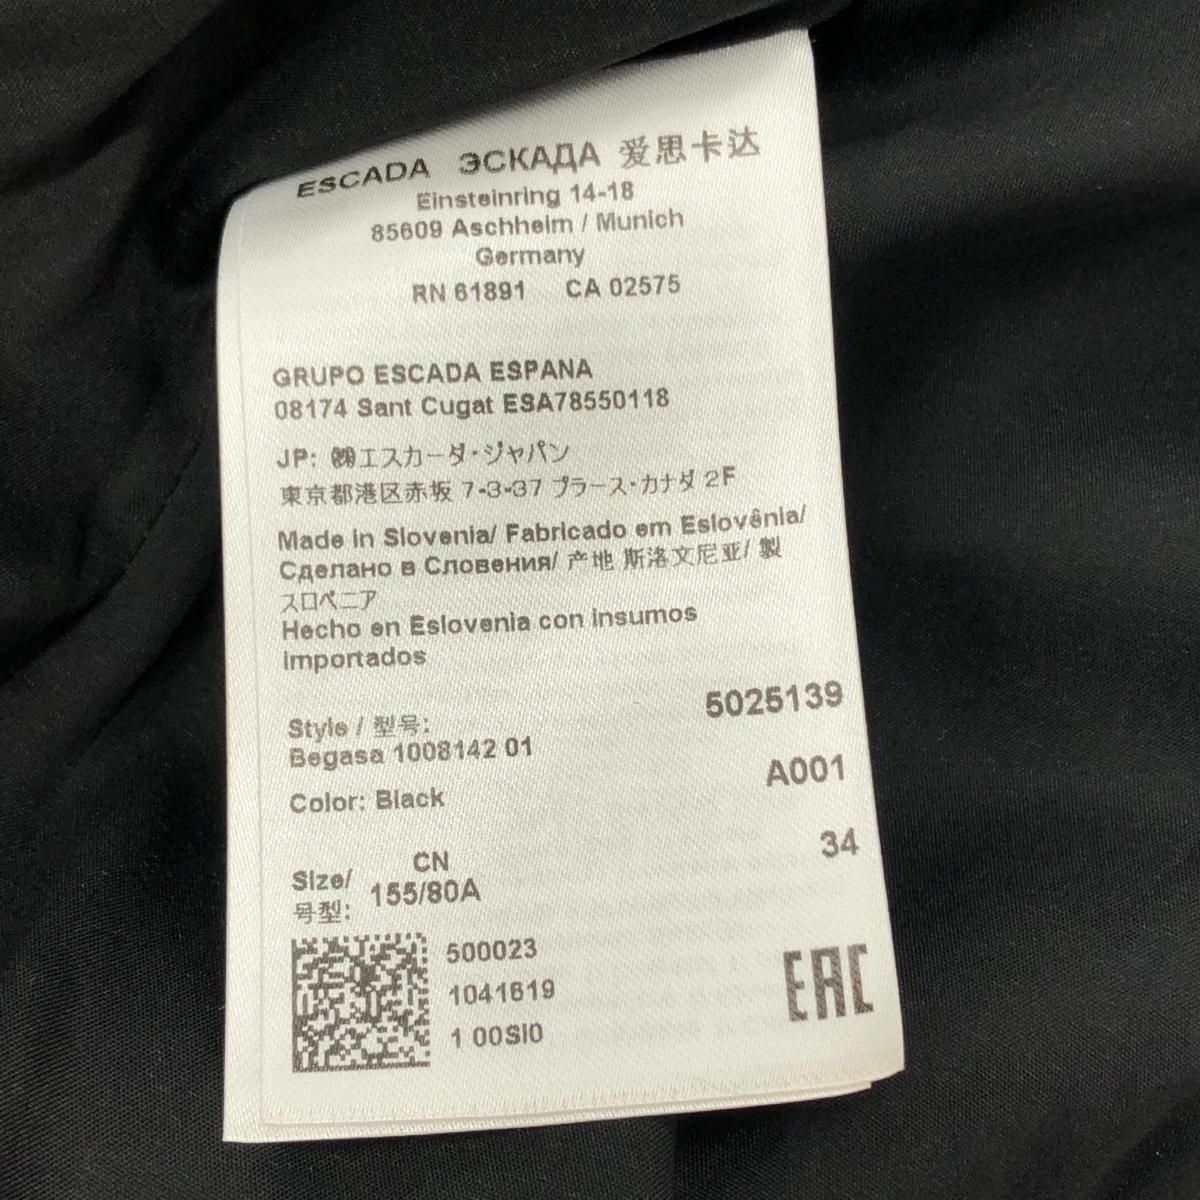 ESCADA ЭСКАДА 爱思卡达
Einsteinring 14-18
85609 Aschheim / Munich
Germany
RN 61891 CA 02575
GRUPO ESCADA ESPANA
08174 Sant Cugat ESA78550118
JP: ㈱エスカーダ・ジャパン
東京都港区赤坂 7-3-37 プラース・カナダ 2F
Made in Slovenia/ Fabricado em Eslovênia/
Сделано в Словения/ 产地 斯洛文尼亚/ 製
スロベニア
Hecho en Eslovenia con insumos
importados
5025139
Style / 型号:
Begasa 1008142 01
A001
Color: Black
34
CN
Size/
155/80A
号型:
500023
1041619
1 00SI0
EAC